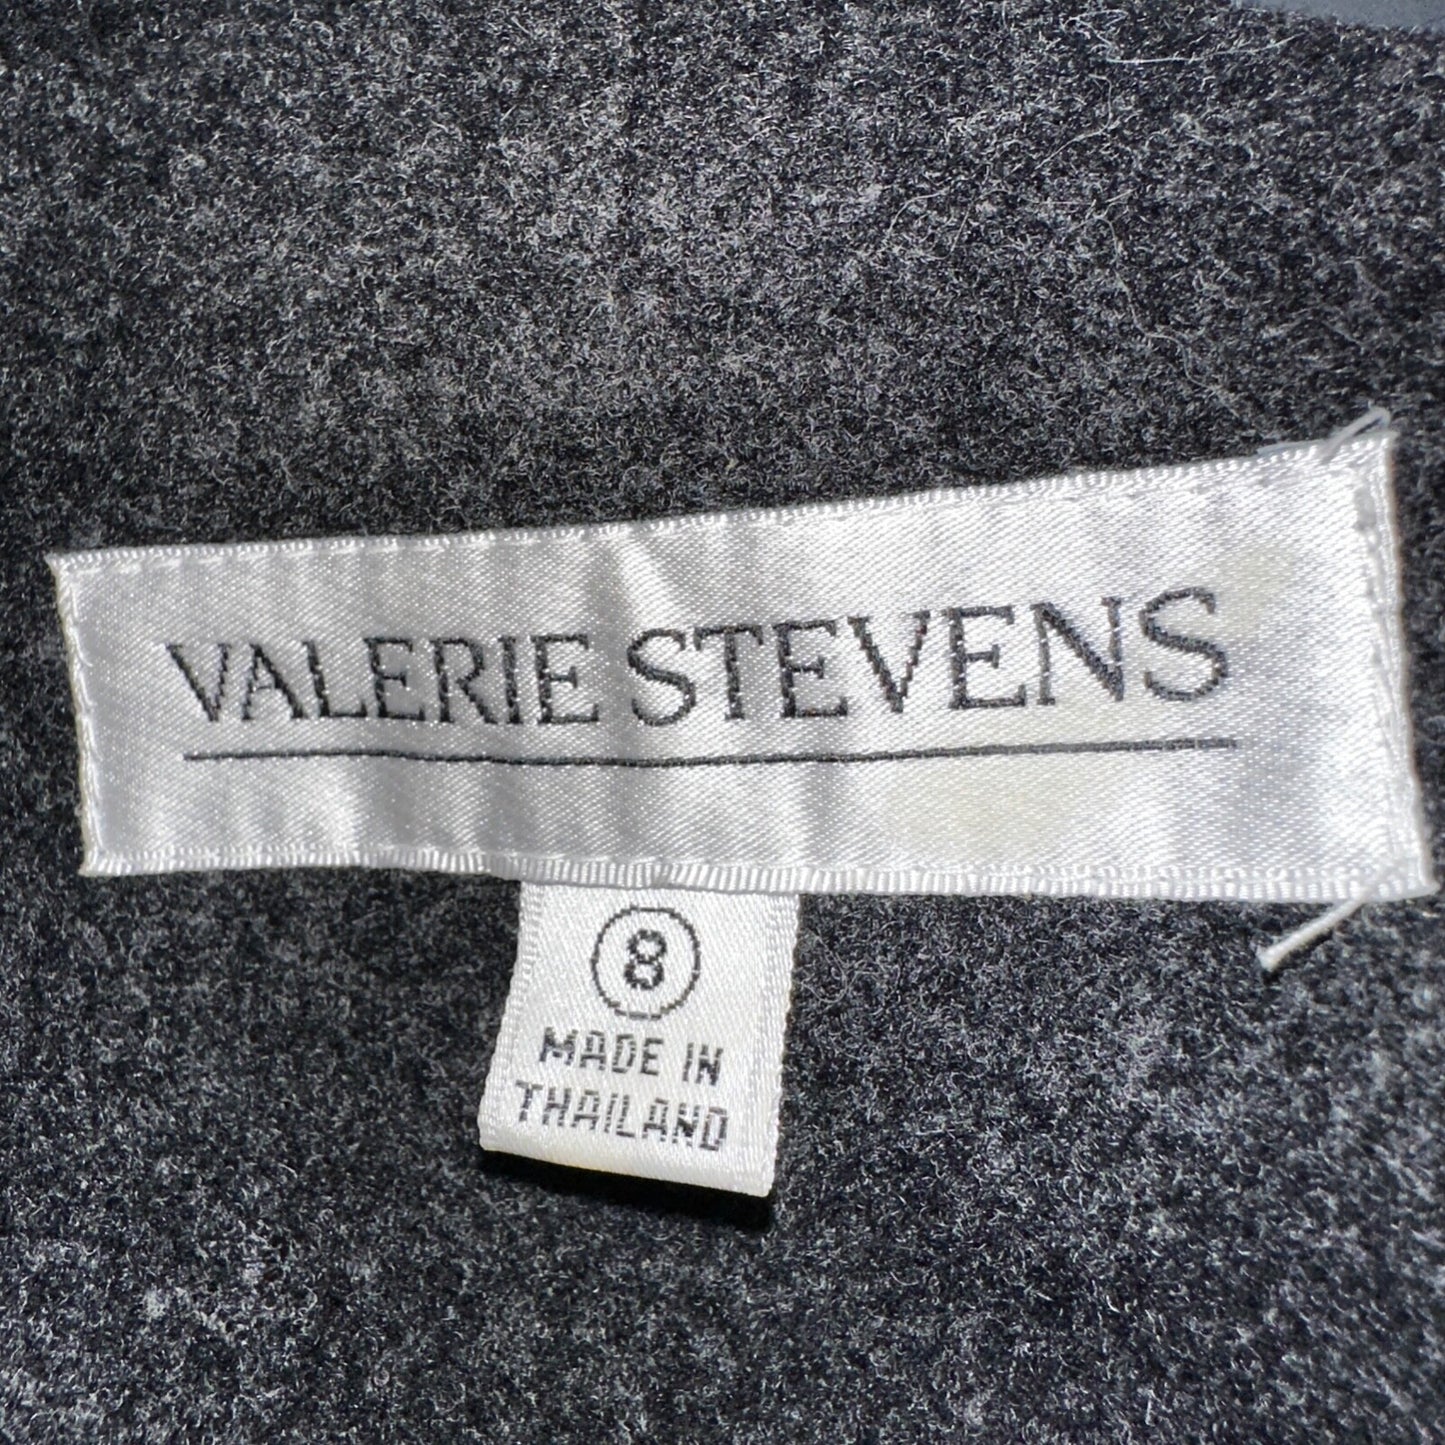 VALERIE STEVENS
8
MADE IN
THAILAND